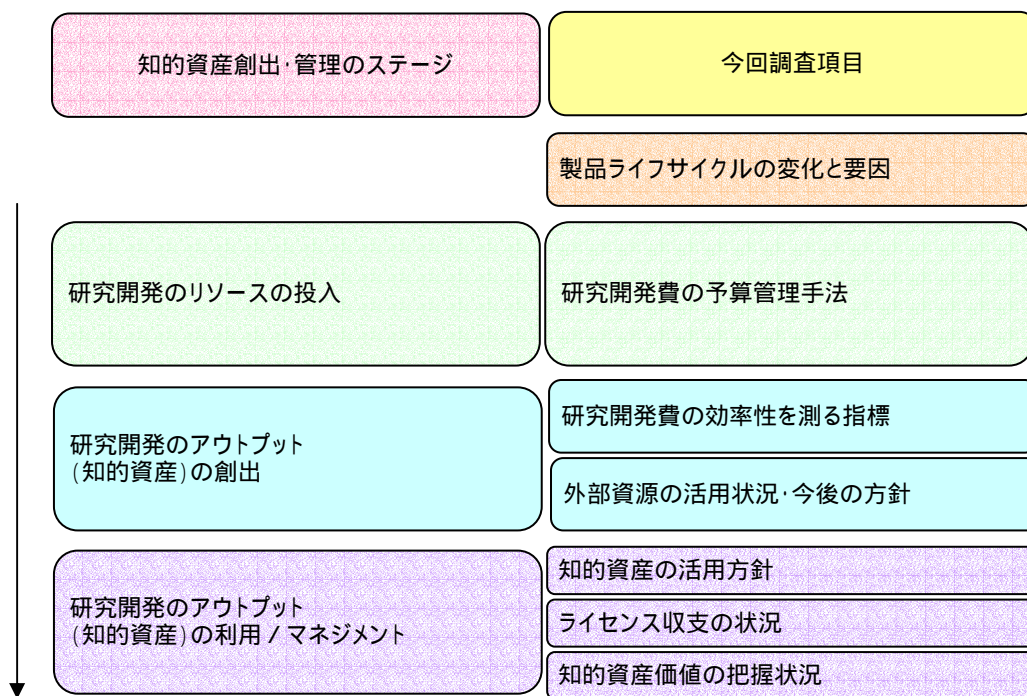 知的資産創出･管理のステージ
今回調査項目
製品ライフサイクルの変化と要因
研究開発のリソースの投入
研究開発費の予算管理手法
研究開発のアウトプット
(知的資産)の創出
研究開発費の効率性を測る指標
外部資源の活用状況･今後の方針
研究開発のアウトプット
(知的資産)の利用/マネジメント
知的資産の活用方針
ライセンス収支の状況
知的資産価値の把握状況